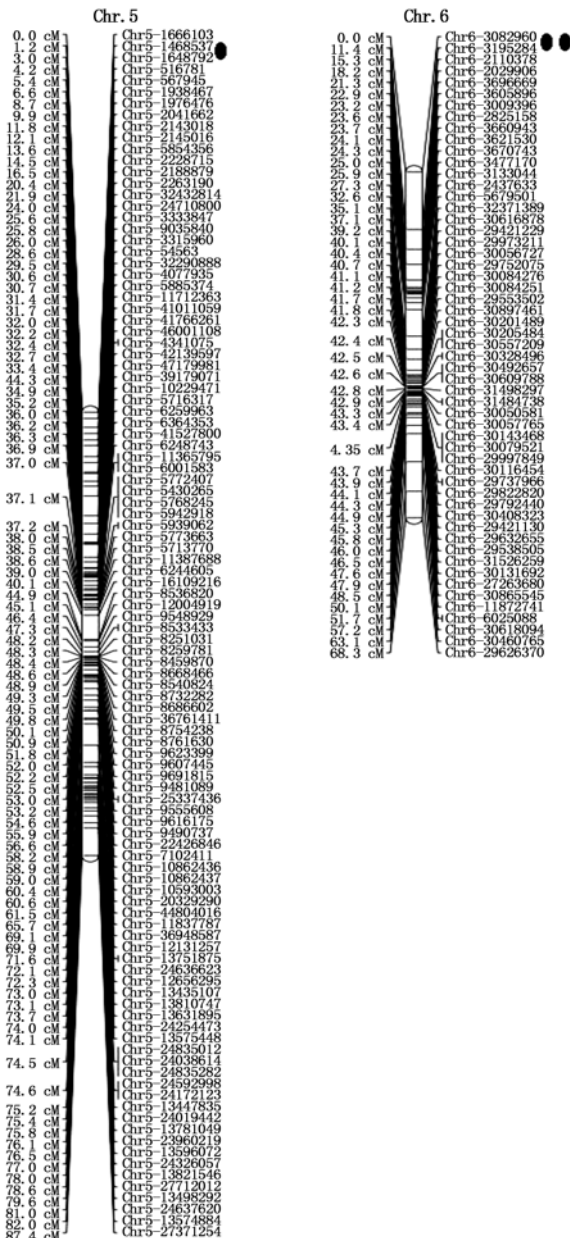 Chr. 5
0.0 cM
1.2 cM
3.0 cM
4.2 cM
5.4 cM
6.6 cM
8.7 cM
9.9 cM
11.8 cM
12.1 cM
13.6 cM
14.5 cM
16.5 cM
20.4 cM
21.9 cM
24.0 cM
25.6 cM
25.8 cM
26.0 cM
28.6 cM
29.5 cM
30.6 cM
30.7 cM
31.4 cM
31.7 cM
32.0 cM
32.2 cM
32.4 cM
32.7 cM
33.4 cM
44.3 cM
34.9 cM
35.2 cM
36.0 cM
36.2 cM
36.3 cM
36.9 cM
37.0 cM
37.1 cM
37.2 cM
38.0 cM
38.5 cM
38.6 cM
39.0 cM
40.1 cM
44.9 cM
45.1 cM
46.4 cM
47.3 cM
48.2 cM
48.3 cM
48.4 cM
48.6 cM
48.9 cM
49.3 cM
49.5 cM
49.8 cM
50.1 cM
50.9 cM
51.8 cM
52.0 cM
52.2 cM
52.5 cM
53.0 cM
53.2 cM
54.6 cM
55.9 cM
56.6 cM
58.2 cM
58.9 cM
59.0 cM
60.4 cM
60.6 cM
61.5 cM
65.7 cM
69.1 cM
69.9 cM
71.6 cM
72.1 cM
72.3 cM
73.0 cM
73.1 cM
73.7 cM
74.0 cM
74.1 cM
74.5 cM
74.6 cM
75.2 cM
75.4 cM
75.8 cM
76.1 cM
76.5 cM
77.0 cM
78.0 cM
78.6 cM
79.6 cM
81.0 cM
82.0 cM
87.4 cM
Chr5-1666103
Chr5-1468537
Chr5-1648792
Chr5-516781
Chr5-567945
Chr5-1938467
Chr5-1976476
Chr5-2041662
Chr5-2143018
Chr5-2145016
Chr5-5854356
Chr5-2228715
Chr5-2188879
Chr5-2263190
Chr5-32432814
Chr5-24710800
Chr5-3333847
Chr5-9035840
Chr5-3315960
Chr5-54563
Chr5-32290888
Chr5-4077935
Chr5-5885374
Chr5-11712363
Chr5-41011059
Chr5-41766261
Chr5-46001108
Chr5-4341075
Chr5-42139597
Chr5-47179981
Chr5-39179071
Chr5-10229471
Chr5-5716317
Chr5-6259963
Chr5-6364353
Chr5-41527800
Chr5-6248743
Chr5-11365795
Chr5-6001583
Chr5-5772407
Chr5-5430265
Chr5-5768245
Chr5-5942918
Chr5-5939062
Chr5-5773663
Chr5-5713770
Chr5-11387688
Chr5-6244605
Chr5-16109216
Chr5-8536820
Chr5-12004919
Chr5-9548929
Chr5-8533433
Chr5-8251031
Chr5-8259781
Chr5-8459870
Chr5-8668466
Chr5-8540824
Chr5-8732282
Chr5-8686602
Chr5-36761411
Chr5-8754238
Chr5-8761630
Chr5-9623399
Chr5-9607445
Chr5-9691815
Chr5-9481089
Chr5-25337436
Chr5-9555608
Chr5-9616175
Chr5-9490737
Chr5-22426846
Chr5-7102411
Chr5-10862436
Chr5-10862437
Chr5-10593003
Chr5-20329290
Chr5-44804016
Chr5-11837787
Chr5-36948587
Chr5-12131257
Chr5-13751875
Chr5-24636623
Chr5-12656295
Chr5-13435107
Chr5-13810747
Chr5-13631895
Chr5-24254473
Chr5-13575448
Chr5-24835012
Chr5-24038614
Chr5-24835282
Chr5-24592998
Chr5-24172123
Chr5-13447835
Chr5-24019442
Chr5-13781049
Chr5-23960219
Chr5-13596072
Chr5-24326057
Chr5-13821546
Chr5-27712012
Chr5-13498292
Chr5-24637620
Chr5-13574884
Chr5-27371254
Chr. 6
0.0 cM
11.4 cM
15.3 cM
18.2 cM
21.3 cM
22.9 cM
23.2 cM
23.6 cM
23.7 cM
24.1 cM
24.3 cM
25.0 cM
25.9 cM
27.3 cM
32.6 cM
35.1 cM
37.1 cM
39.2 cM
40.1 cM
40.4 cM
40.7 cM
41.1 cM
41.2 cM
41.7 cM
41.8 cM
42.3 cM
42.4 cM
42.5 cM
42.6 cM
42.8 cM
42.9 cM
43.3 cM
43.4 cM
4.35 cM
43.7 cM
43.9 cM
44.1 cM
44.3 cM
44.9 cM
45.3 cM
45.8 cM
46.0 cM
46.5 cM
47.6 cM
47.9 cM
48.5 cM
50.1 cM
51.7 cM
57.2 cM
63.1 cM
68.3 cM
Chr6-3082960
Chr6-3195284
Chr6-2110378
Chr6-2029906
Chr6-3696669
Chr6-3605896
Chr6-3009396
Chr6-2825158
Chr6-3660943
Chr6-3621530
Chr6-3670743
Chr6-3477170
Chr6-3133044
Chr6-2437633
Chr6-5679501
Chr6-32371389
Chr6-30616878
Chr6-29421229
Chr6-29973211
Chr6-30056727
Chr6-29752075
Chr6-30084276
Chr6-30084251
Chr6-29553502
Chr6-30897461
Chr6-30201489
Chr6-30205484
Chr6-30557209
Chr6-30328496
Chr6-30492657
Chr6-30609788
Chr6-31498297
Chr6-31484738
Chr6-30050581
Chr6-30057765
Chr6-30143468
Chr6-30079521
Chr6-29997849
Chr6-30116454
Chr6-29737966
Chr6-29822820
Chr6-29792440
Chr6-30408323
Chr6-29421130
Chr6-29632655
Chr6-29538505
Chr6-31526259
Chr6-30131692
Chr6-27263680
Chr6-30865545
Chr6-11872741
Chr6-6025088
Chr6-30618094
Chr6-30460765
Chr6-29626370